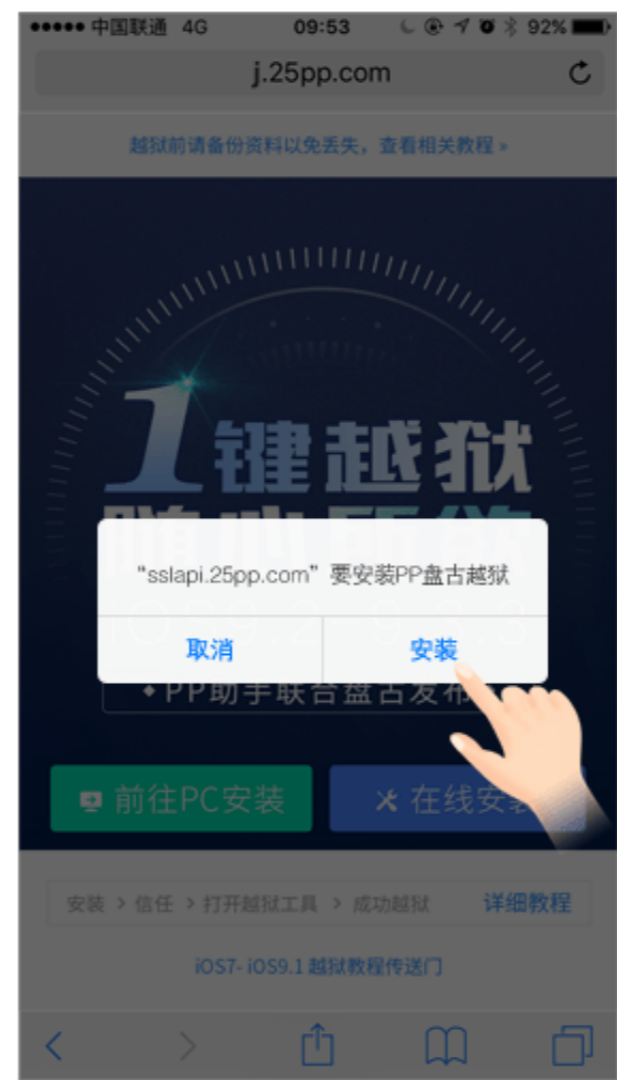 中国联通 4G 09:53 92%
j.25pp.com
越狱前请备份资料以免丢失，查看相关教程 »
1键越狱
"sslapi.25pp.com" 要安装PP盘古越狱
取消 安装
PP助手联合盘古发布
前往PC安装 在线安装
安装 > 信任 > 打开越狱工具 > 成功越狱 详细教程
iOS7- iOS9.1 越狱教程传送门